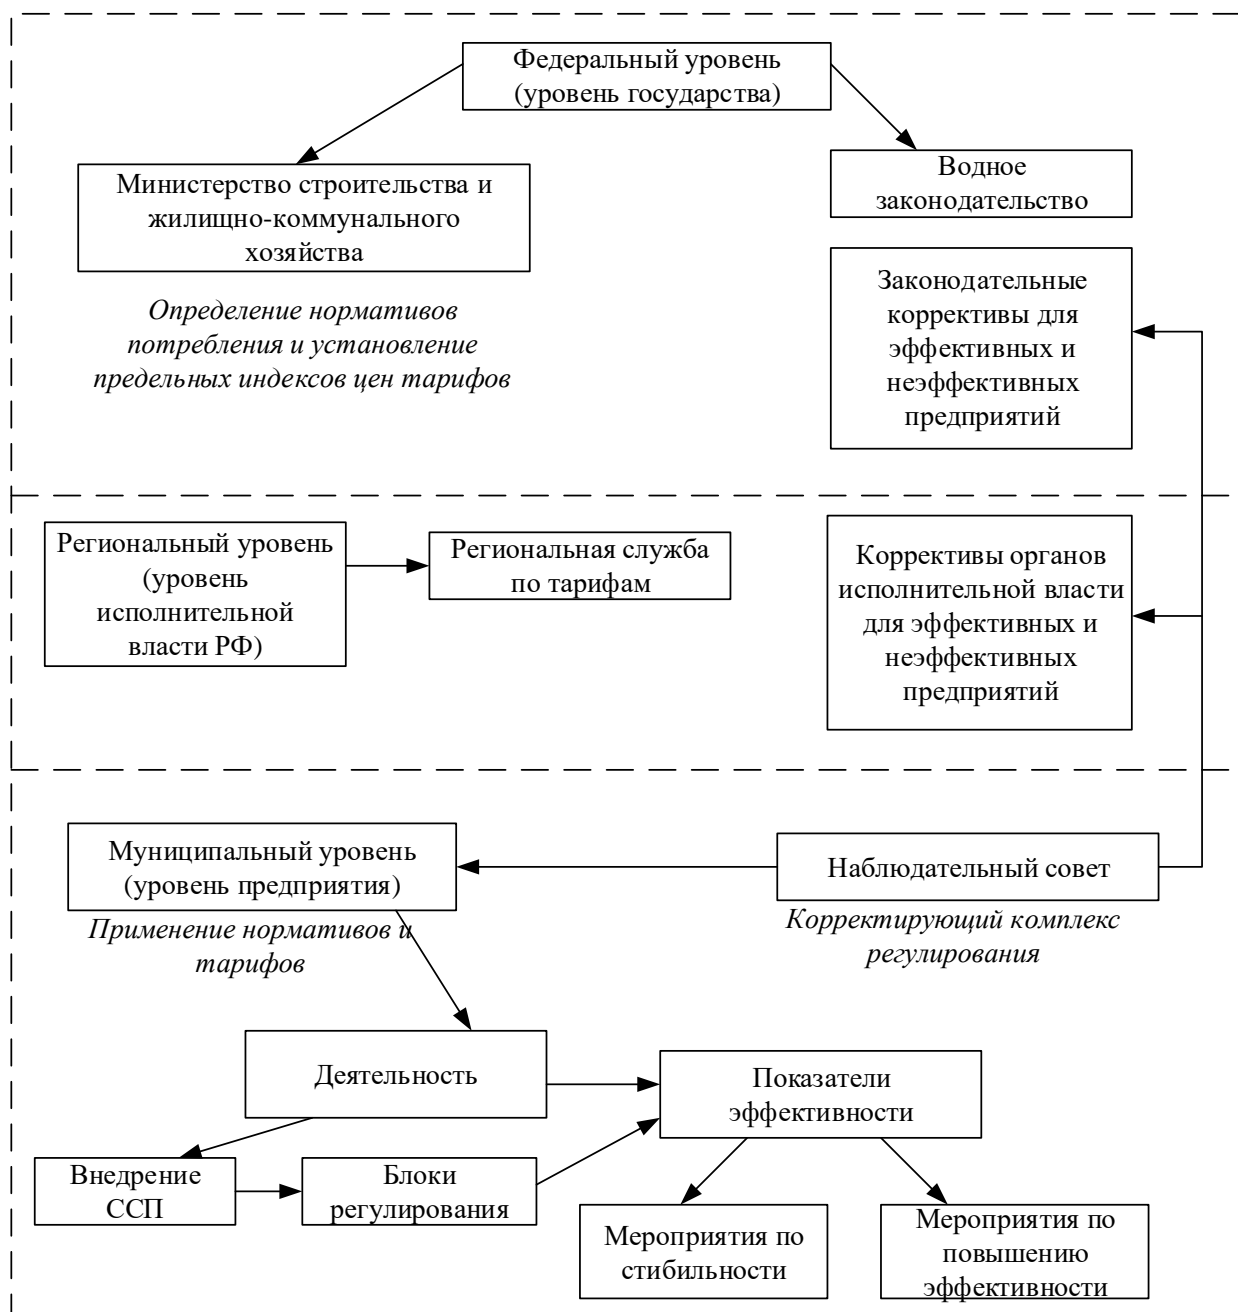 Федеральный уровень
(уровень государства)
Министерство строительства и
жилищно-коммунального
хозяйства
Водное
законодательство
Определение нормативов
потребления и установление
предельных индексов цен тарифов
Законодательные
коррективы для
эффективных и
неэффективных
предприятий
Региональный уровень
(уровень
исполнительной
власти РФ)
Региональная служба
по тарифам
Коррективы органов
исполнительной власти
для эффективных и
неэффективных
предприятий
Муниципальный уровень
(уровень предприятия)
Наблюдательный совет
Применение нормативов и
тарифов
Корректирующий комплекс
регулирования
Деятельность
Показатели
эффективности
Внедрение
ССП
Блоки
регулирования
Мероприятия по
стибильности
Мероприятия по
повышению
эффективности